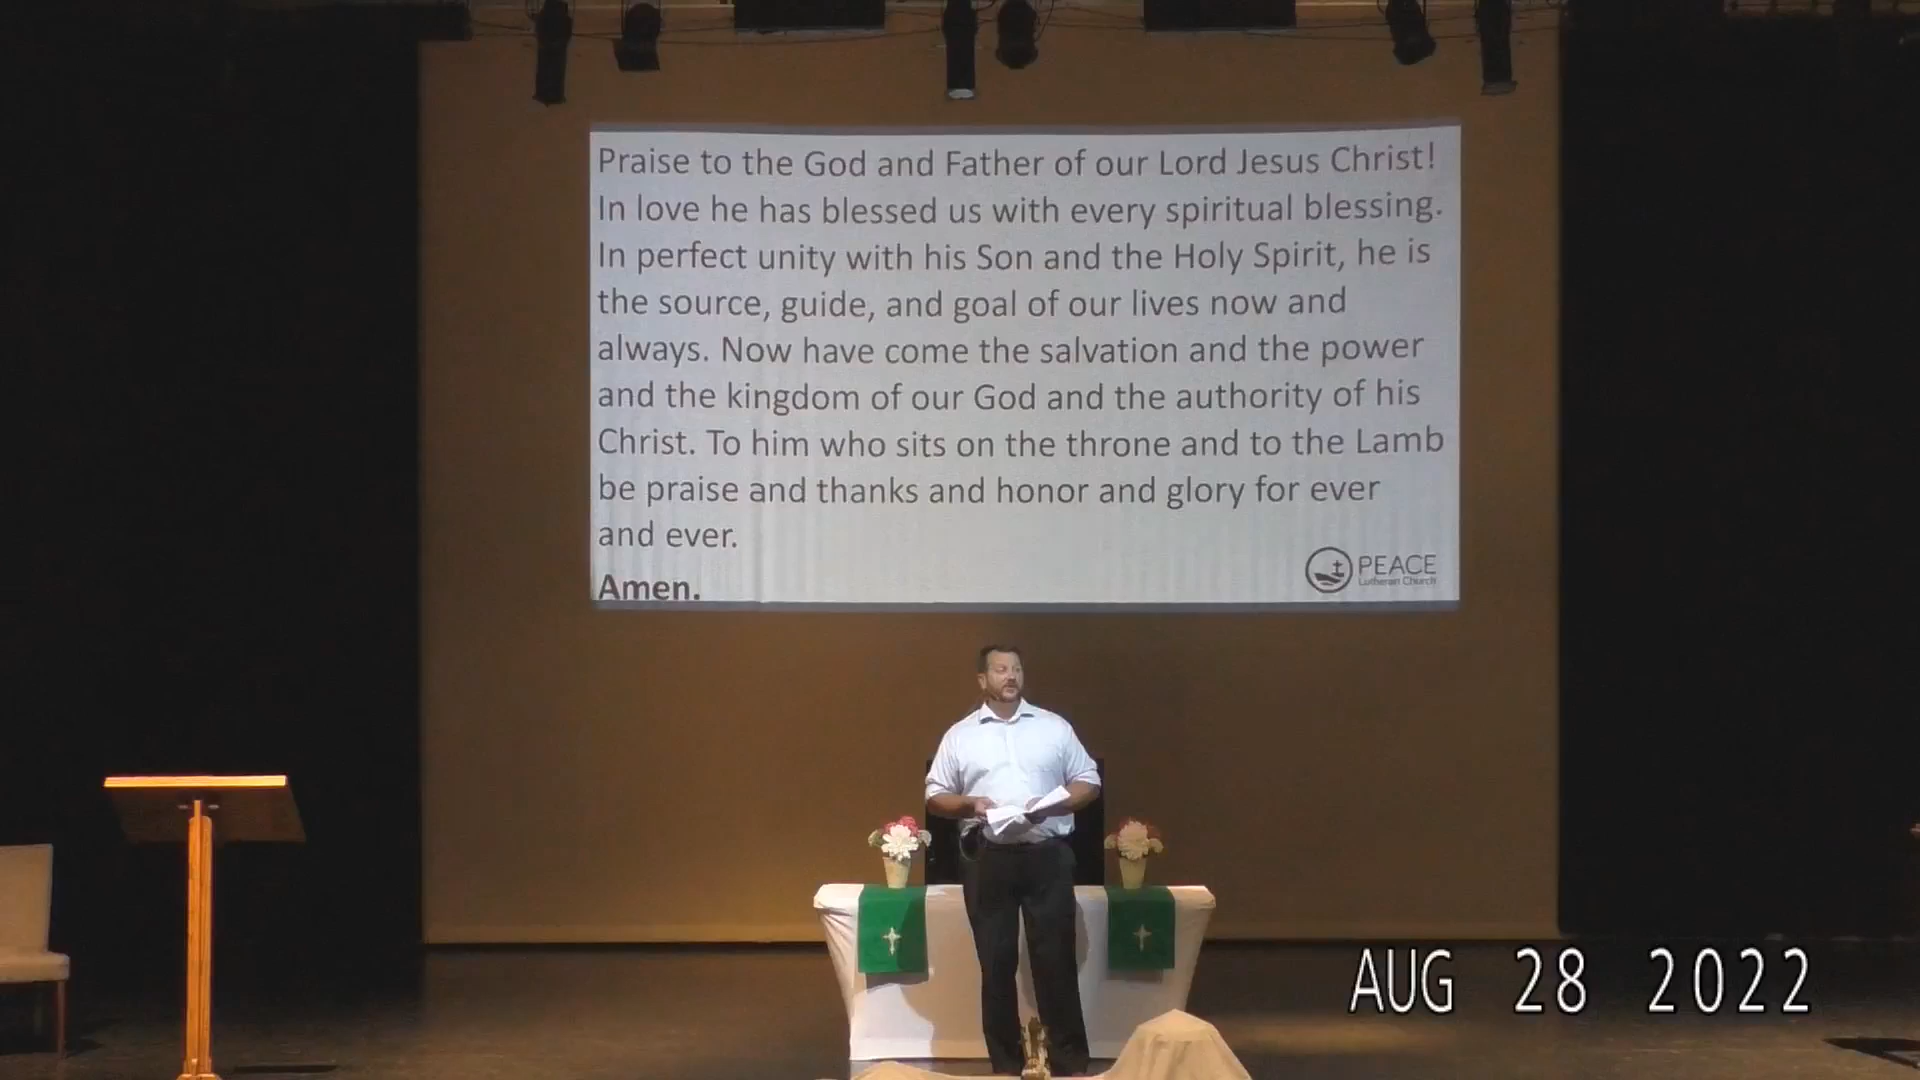 Praise to the God and Father of our Lord Jesus Christ!
In love he has blessed us with every spiritual blessing.
In perfect unity with his Son and the Holy Spirit, he is
the source, guide, and goal of our lives now and
always. Now have come the salvation and the power
and the kingdom of our God and the authority of his
Christ. To him who sits on the throne and to the Lamb
be praise and thanks and honor and glory for ever
and ever.
Amen.
PEACE
Lutheran Church
AUG 28 2022